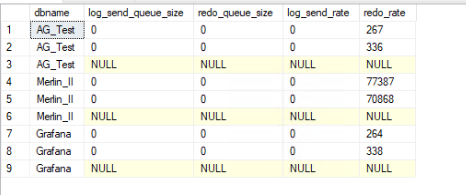 dbname log_send_queue_size redo_queue_size log_send_rate redo_rate
1 AG_Test 0 0 0 267
2 AG_Test 0 0 0 336
3 AG_Test NULL NULL NULL NULL
4 Merlin_II 0 0 0 77387
5 Merlin_II 0 0 0 70868
6 Merlin_II NULL NULL NULL NULL
7 Grafana 0 0 0 264
8 Grafana 0 0 0 338
9 Grafana NULL NULL NULL NULL